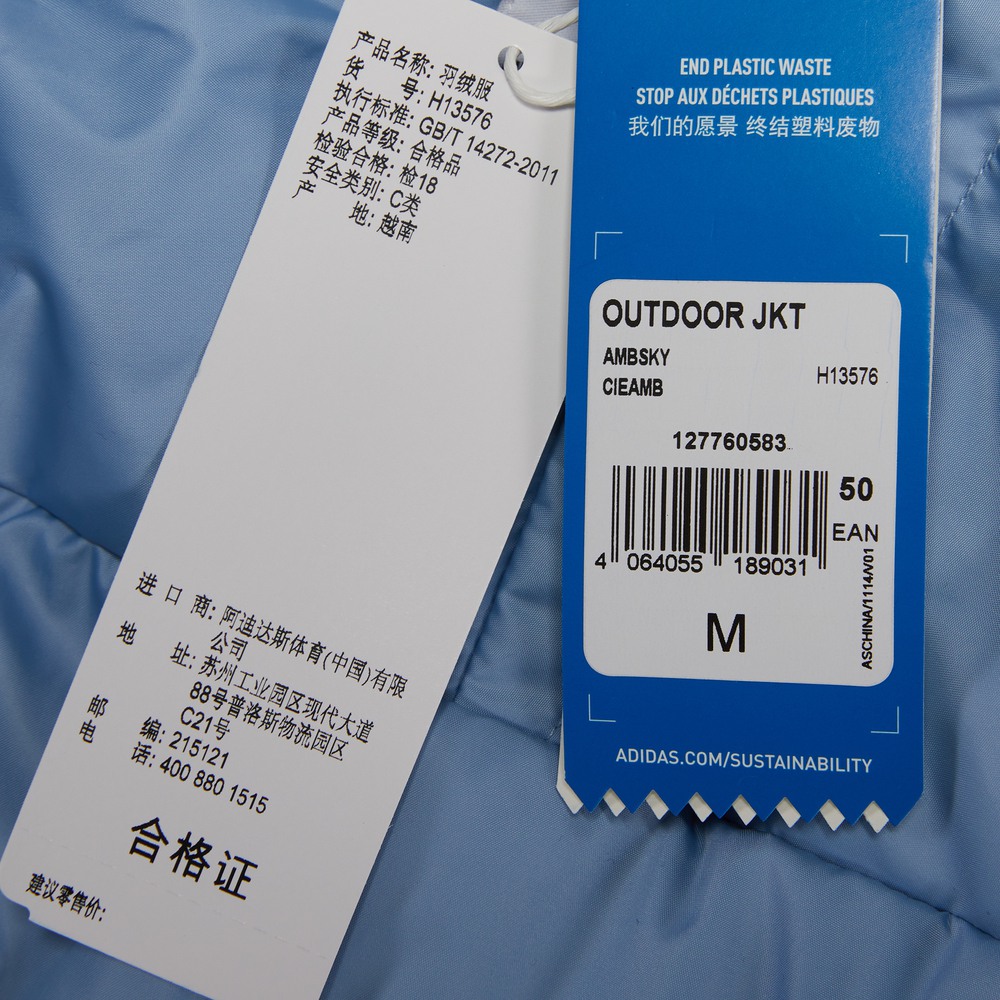 产品名称: 羽绒服
货 号: H13576
执行标准: GB/T 14272-2011
产品等级: 合格品
检验合格: 检18
安全类别: C类
产 地: 越南
进 口 商: 阿迪达斯体育(中国)有限
公司
地 址: 苏州工业园区现代大道
88号普洛斯物流园区
C21号
邮 编: 215121
电 话: 400 880 1515
合格证
建议零售价:
END PLASTIC WASTE
STOP AUX DÉCHETS PLASTIQUES
我们的愿景 终结塑料废物
OUTDOOR JKT
AMBSKY
CIEAMB
H13576
127760583
50
EAN
4 064055 189031
M
ASCHINA/1114/V01
ADIDAS.COM/SUSTAINABILITY